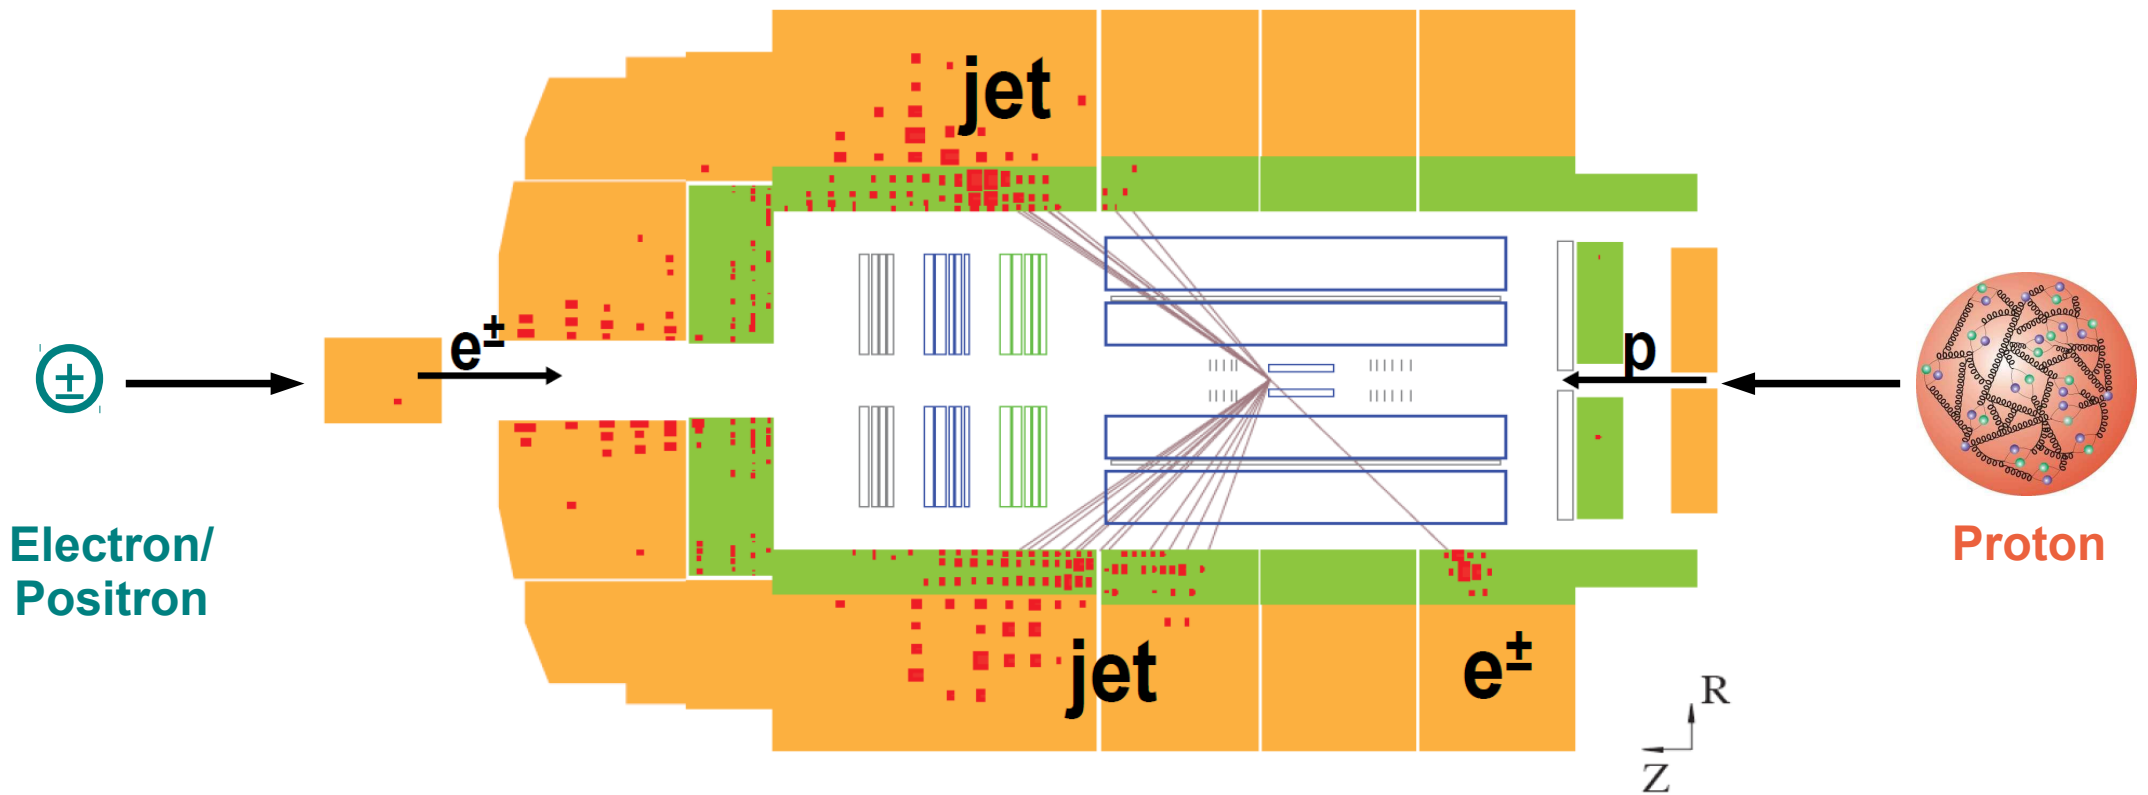 jet
e±
p
±
Electron/
Positron
Proton
jet
e±
R
Z